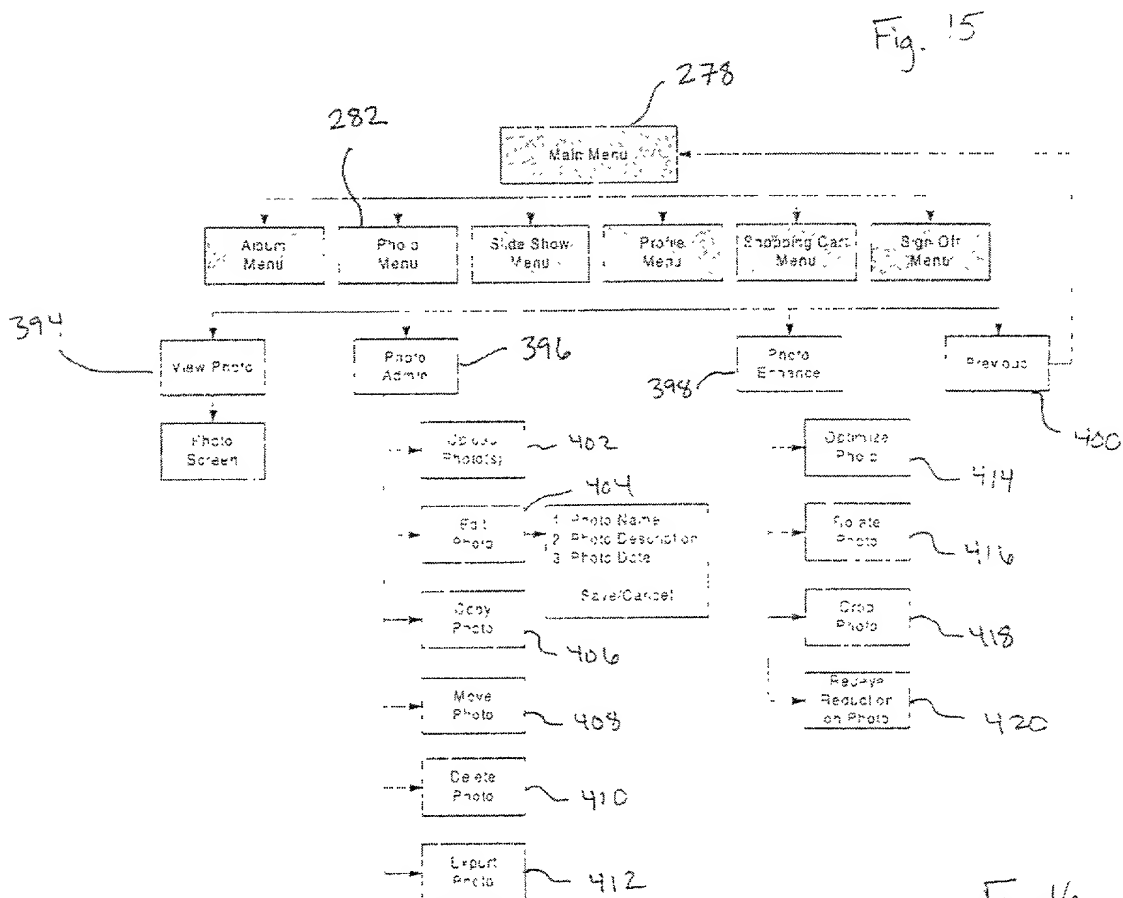 Fig. 15
278
282
Main Menu
Album
Menu
Photo
Menu
Slide Show
Menu
Profile
Menu
Shopping Cart
Menu
Sign Off
Menu
394
View Photo
Photo
Admin
396
Photo
Enhance
398
Previous
400
Photo
Screen
Upload
Photo(s)
402
Optimize
Photo
414
404
Edit
Photo
1 Photo Name
2 Photo Description
3 Photo Date
Save/Cancel
Rotate
Photo
416
Copy
Photo
406
Crop
Photo
418
Move
Photo
408
Redeye
Reduction
on Photo
420
Delete
Photo
410
Export
Photo
412